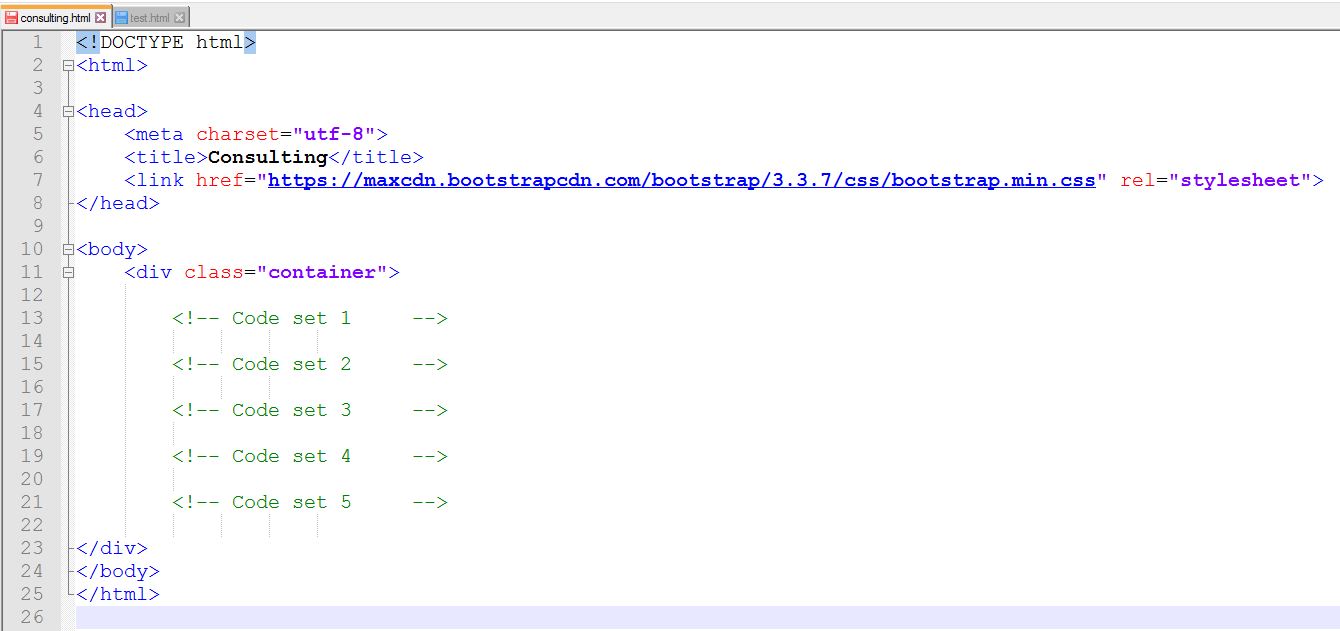 consulting.html test.html
1 <!DOCTYPE html>
2 <html>
3
4 <head>
5 <meta charset="utf-8">
6 <title>Consulting</title>
7 <link href="https://maxcdn.bootstrapcdn.com/bootstrap/3.3.7/css/bootstrap.min.css" rel="stylesheet">
8 </head>
9
10 <body>
11 <div class="container">
12
13 <!-- Code set 1 -->
14
15 <!-- Code set 2 -->
16
17 <!-- Code set 3 -->
18
19 <!-- Code set 4 -->
20
21 <!-- Code set 5 -->
22
23 </div>
24 </body>
25 </html>
26